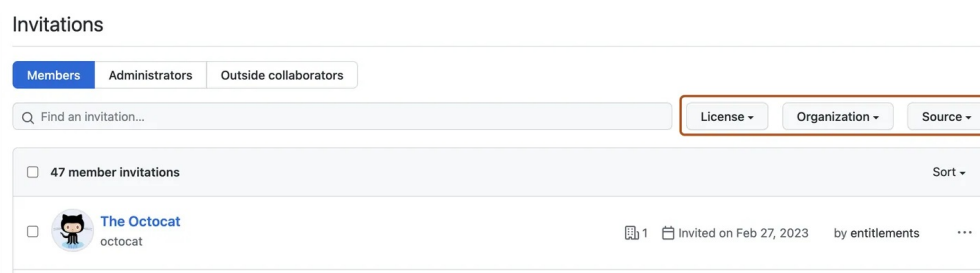 Invitations
Members Administrators Outside collaborators
Find an invitation... License Organization Source
47 member invitations Sort
The Octocat
octocat 1 Invited on Feb 27, 2023 by entitlements